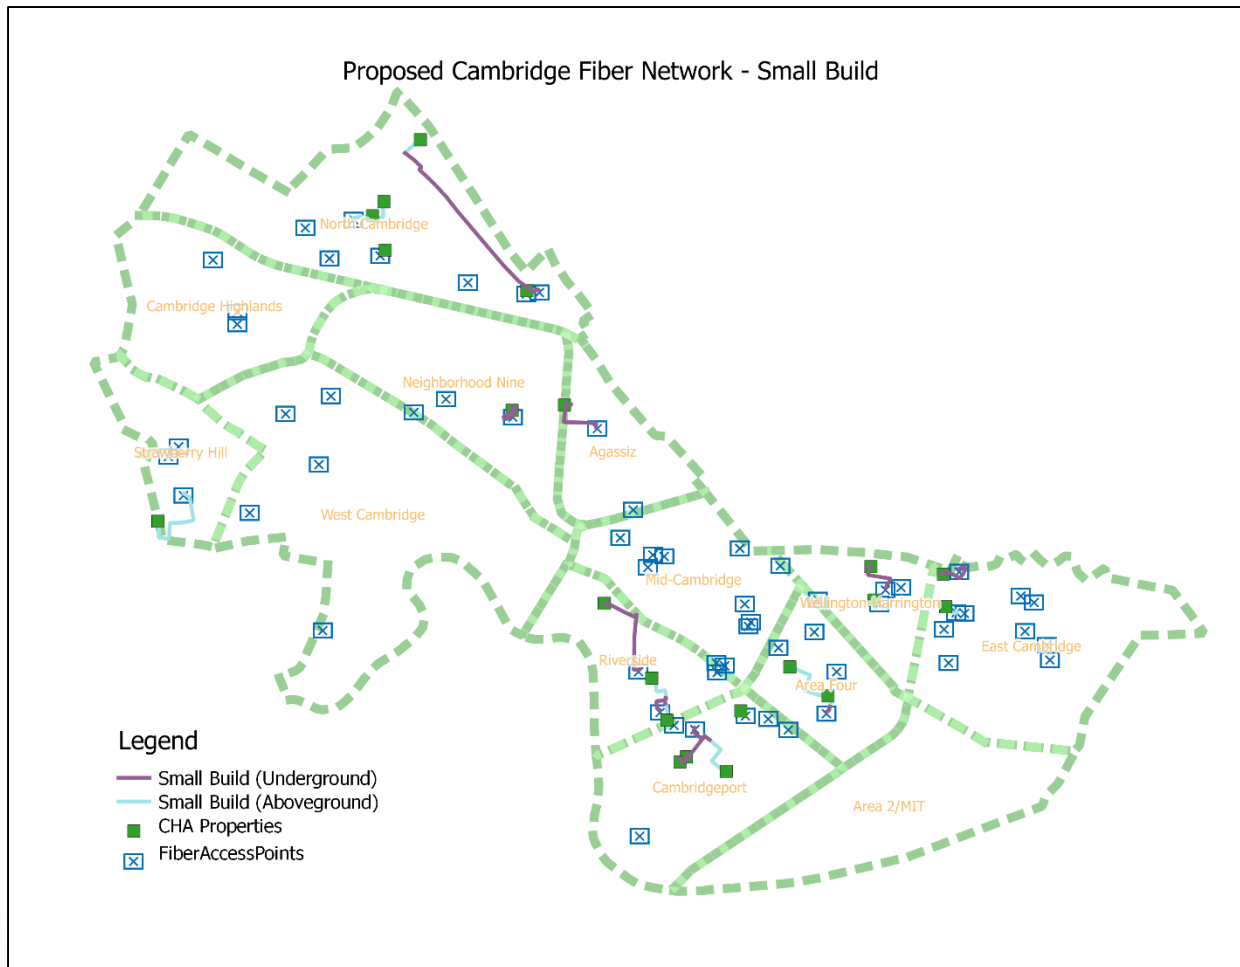 Proposed Cambridge Fiber Network - Small Build
North Cambridge
Cambridge Highlands
Neighborhood Nine
Strawberry Hill
Agassiz
West Cambridge
Mid-Cambridge
Wellington-Harrington
East Cambridge
Riverside
Area Four
Cambridgeport
Area 2/MIT
Legend
Small Build (Underground)
Small Build (Aboveground)
CHA Properties
FiberAccessPoints